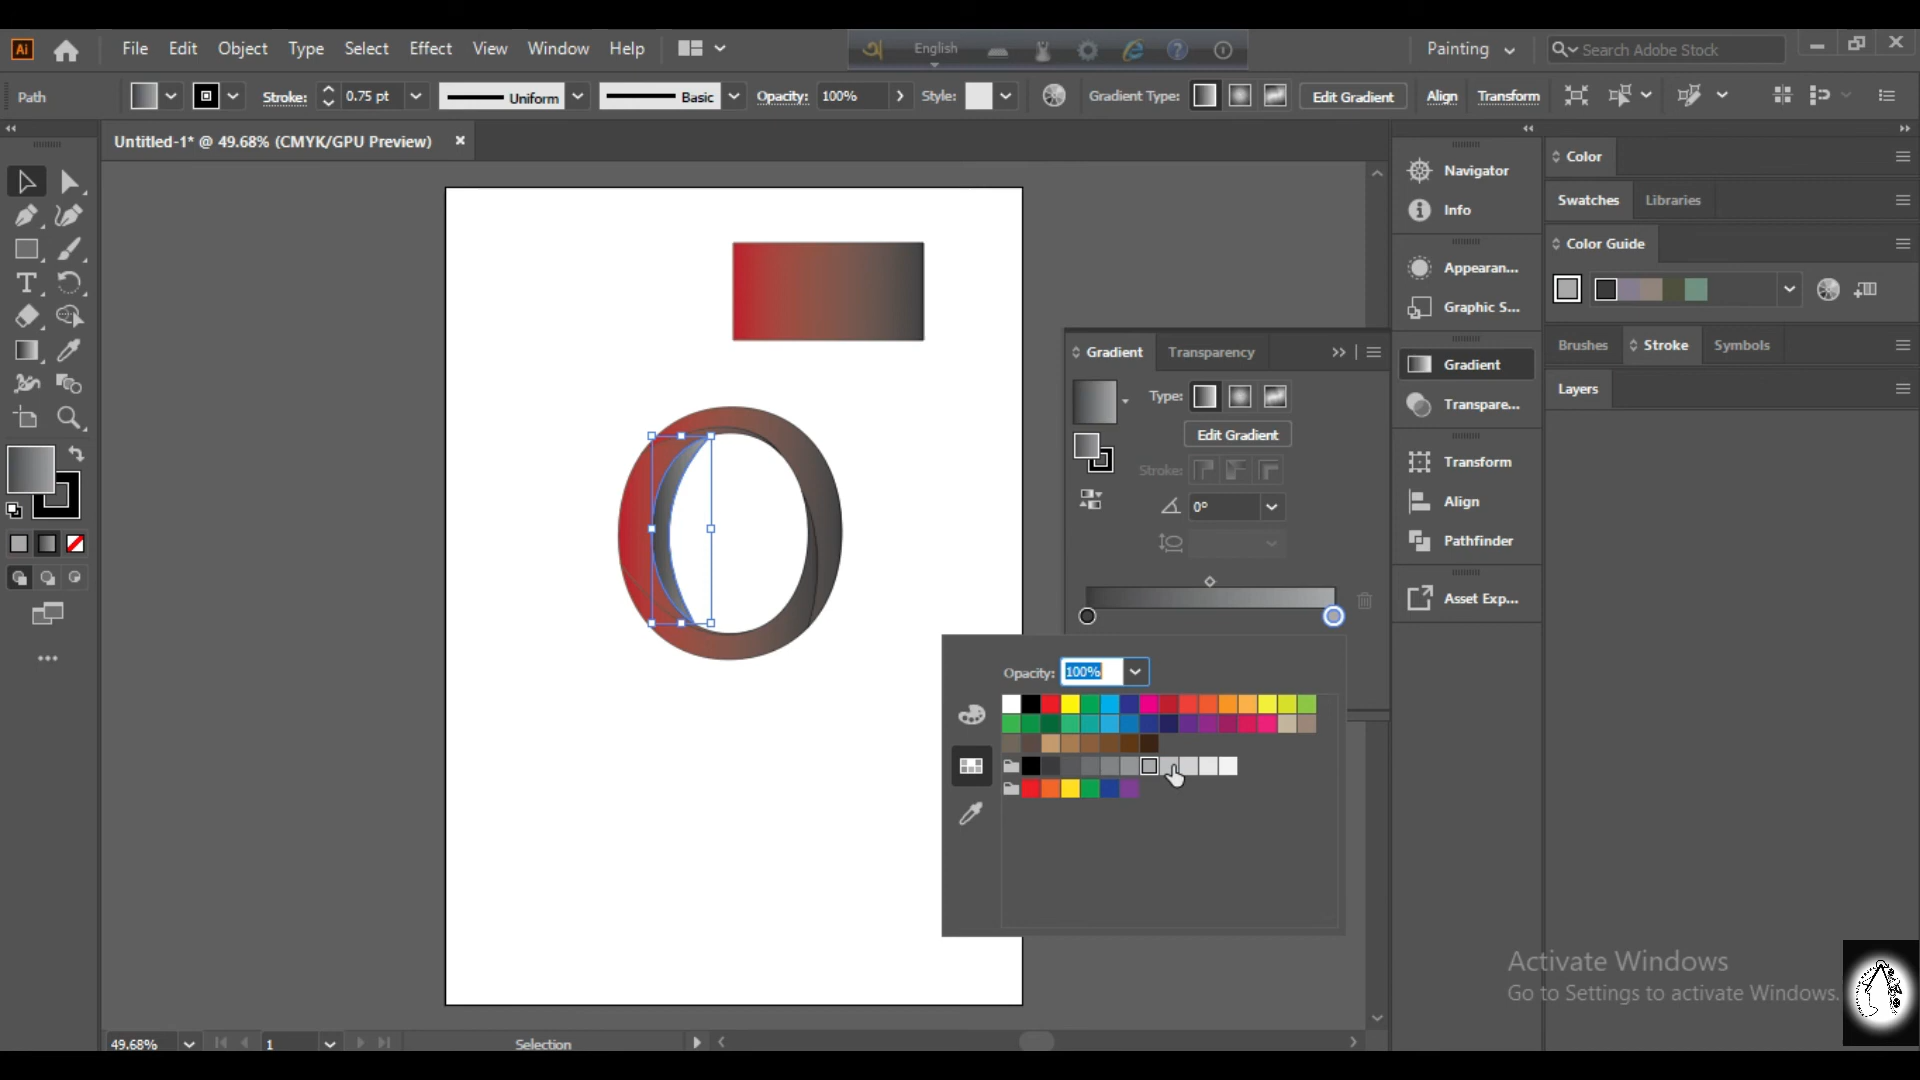 Ai File Edit Object Type Select Effect View Window Help English Painting Search Adobe Stock
Path Stroke: 0.75 pt Uniform Basic Opacity: 100% Style: Gradient Type: Edit Gradient Align Transform
Untitled-1* @ 49.68% (CMYK/GPU Preview)
Navigator
Info
Appearan...
Graphic S...
Gradient
Transpare...
Transform
Align
Pathfinder
Asset Exp...
Color
Swatches Libraries
Color Guide
Brushes Stroke Symbols
Layers
Gradient Transparency
Type:
Edit Gradient
Stroke:
0°
Opacity: 100%
Activate Windows
Go to Settings to activate Windows.
49.68% 1 Selection